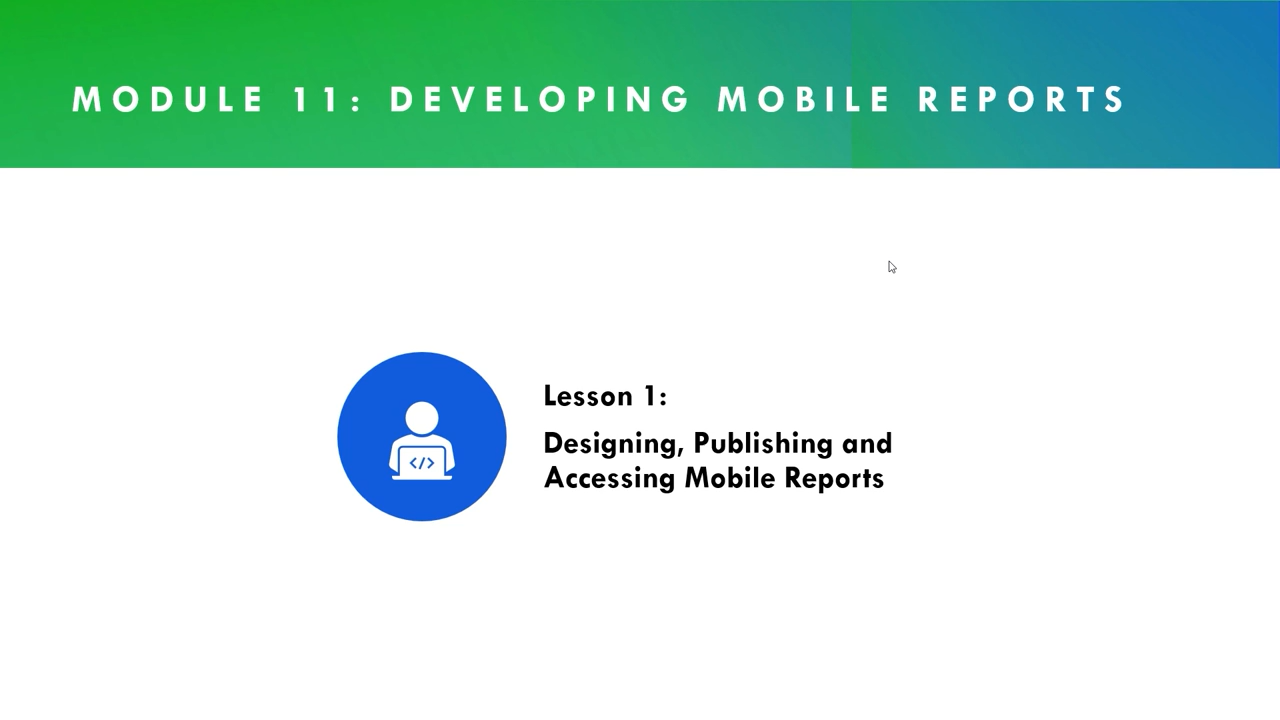 MODULE 11: DEVELOPING MOBILE REPORTS
</>
Lesson 1:
Designing, Publishing and
Accessing Mobile Reports